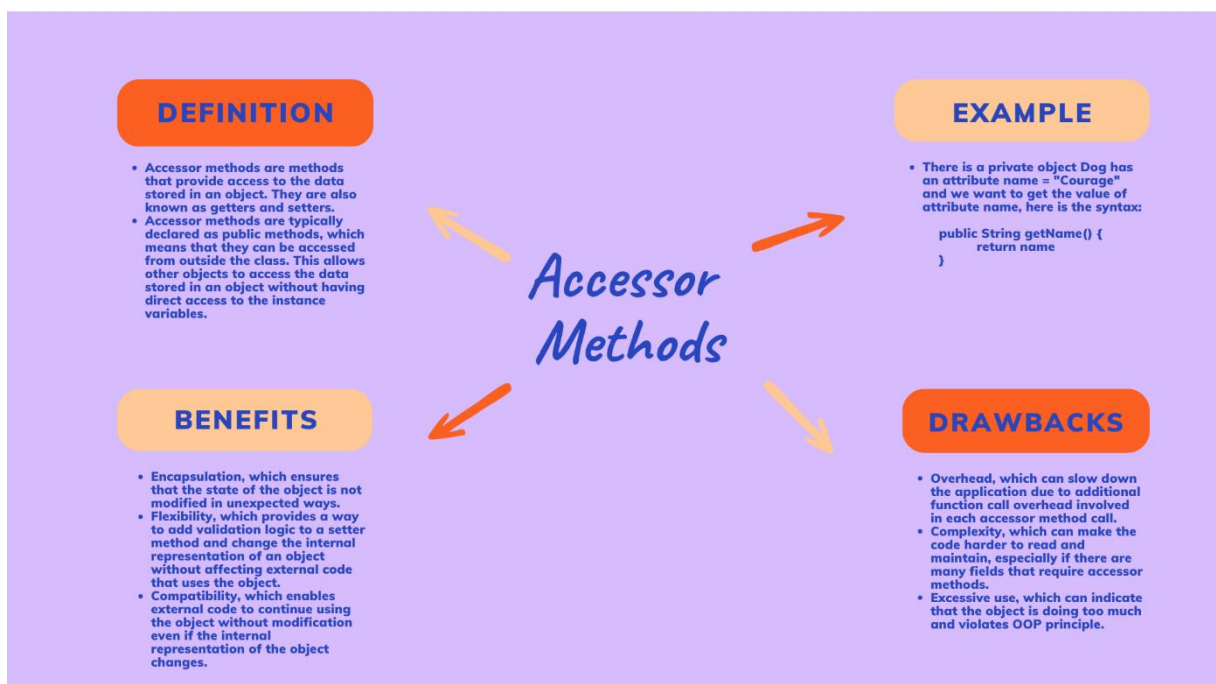 Accessor
Methods
DEFINITION
• Accessor methods are methods
that provide access to the data
stored in an object. They are also
known as getters and setters.
• Accessor methods are typically
declared as public methods, which
means that they can be accessed
from outside the class. This allows
other objects to access the data
stored in an object without having
direct access to the instance
variables.
EXAMPLE
• There is a private object Dog has
an attribute name = "Courage"
and we want to get the value of
attribute name, here is the syntax:
public String getName() {
return name
}
BENEFITS
• Encapsulation, which ensures
that the state of the object is not
modified in unexpected ways.
• Flexibility, which provides a way
to add validation logic to a setter
method and change the internal
representation of an object
without affecting external code
that uses the object.
• Compatibility, which enables
external code to continue using
the object without modification
even if the internal
representation of the object
changes.
DRAWBACKS
• Overhead, which can slow down
the application due to additional
function call overhead involved
in each accessor method call.
• Complexity, which can make the
code harder to read and
maintain, especially if there are
many fields that require accessor
methods.
• Excessive use, which can indicate
that the object is doing too much
and violates OOP principle.